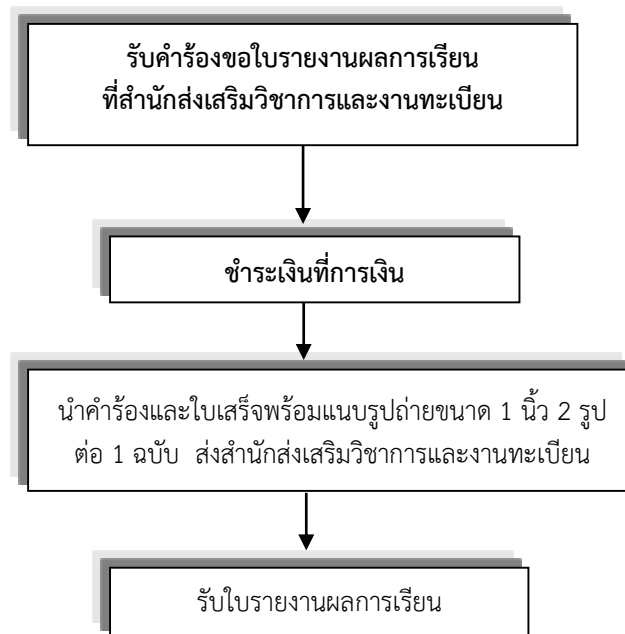 รับคำร้องขอใบรายงานผลการเรียน
ที่สำนักส่งเสริมวิชาการและงานทะเบียน
ชำระเงินที่การเงิน
นำคำร้องและใบเสร็จพร้อมแนบรูปถ่ายขนาด 1 นิ้ว 2 รูป
ต่อ 1 ฉบับ ส่งสำนักส่งเสริมวิชาการและงานทะเบียน
รับใบรายงานผลการเรียน